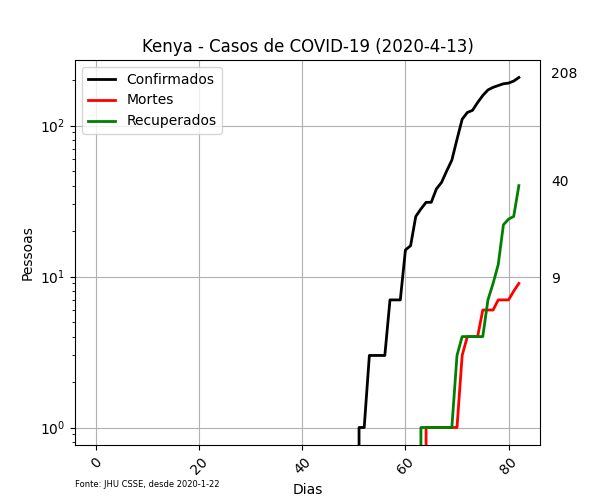 Kenya - Casos de COVID-19 (2020-4-13)
Confirmados
Mortes
Recuperados
208
40
9
10²
10¹
10⁰
Pessoas
0
20
40
60
80
Dias
Fonte: JHU CSSE, desde 2020-1-22